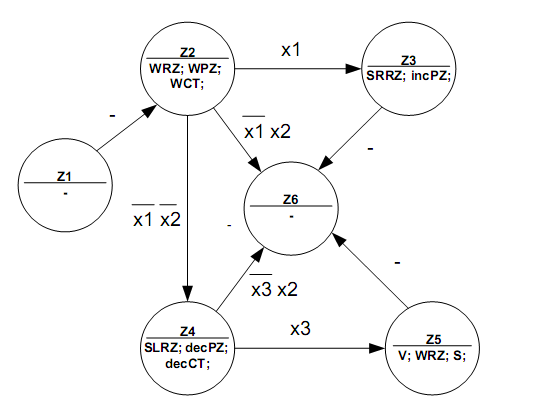 Z2
WRZ; WPZ;
WCT;
x1
Z3
SRRZ; incPZ;
-
x1 x2
-
Z1
-
Z6
-
x1 x2
-
x3 x2
-
Z4
SLRZ; decPZ;
decCT;
x3
Z5
V; WRZ; S;